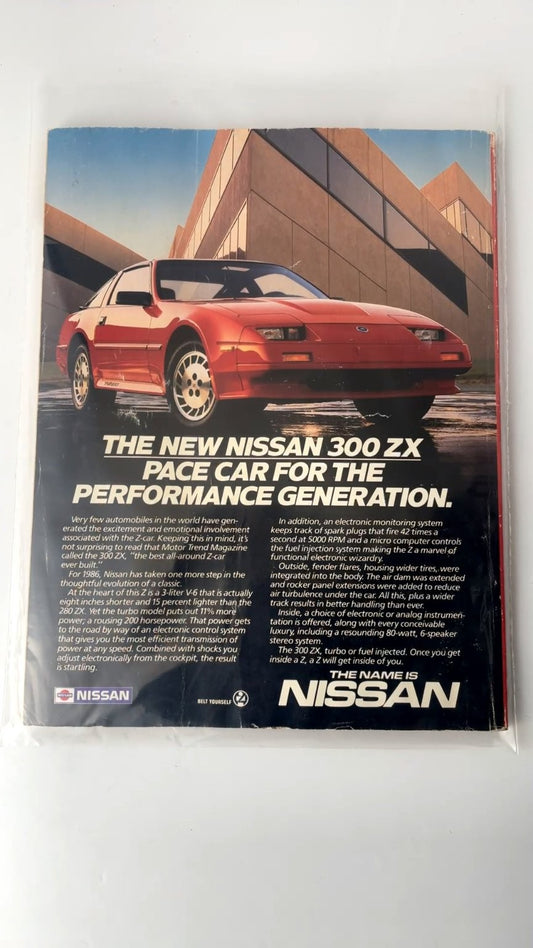 THE NEW NISSAN 300 ZX
PACE CAR FOR THE
PERFORMANCE GENERATION.
Very few automobiles in the world have gen-
erated the excitement and emotional involvement
associated with the Z-car. Keeping this in mind, it's
not surprising to read that Motor Trend Magazine
called the 300 ZX, "the best all-around Z-car
ever built."
For 1986, Nissan has taken one more step in the
thoughtful evolution of a classic.
At the heart of this Z is a 3-liter V-6 that is actually
eight inches shorter and 15 percent lighter than the
280 ZX. Yet the turbo model puts out 11% more
power; a rousing 200 horsepower. That power gets
to the road by way of an electronic control system
that gives you the most efficient transmission of
power at any speed. Combined with shocks you
adjust electronically from the cockpit, the result
is startling.
In addition, an electronic monitoring system
keeps track of spark plugs that fire 42 times a
second at 5000 RPM and a micro computer controls
the fuel injection system making the Z a marvel of
functional electronic wizardry.
Outside, fender flares, housing wider tires, were
integrated into the body. The air dam was extended
and rocker panel extensions were added to reduce
air turbulence under the car. All this, plus a wider
track results in better handling than ever.
Inside, a choice of electronic or analog instrumen-
tation is offered, along with every conceivable
luxury, including a resounding 80-watt, 6-speaker
stereo system.
The 300 ZX, turbo or fuel injected. Once you get
inside a Z, a Z will get inside of you.
NISSAN
BELT YOURSELF
THE NAME IS
NISSAN